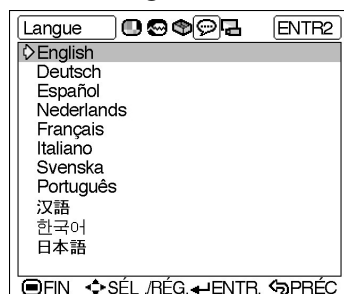 Langue ENTR2
English
Deutsch
Español
Nederlands
Français
Italiano
Svenska
Português
汉語
한국어
日本語
FIN SÉL./RÉG. ENTR. PRÉC